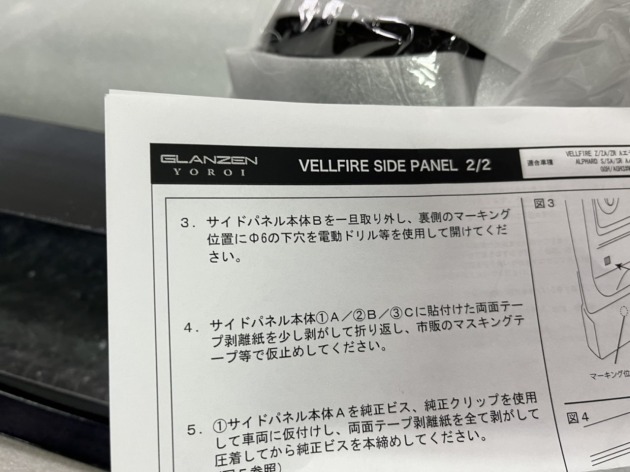 GLANZEN
YOROI
VELLFIRE SIDE PANEL 2/2
適合車種
VELLFIRE Z/ZA/ZR
ALPHARD S/SA/SR
3．サイドパネル本体Bを一旦取り外し、裏側のマーキング
位置にΦ6の下穴を電動ドリル等を使用して開けてくだ
さい。
図3
4．サイドパネル本体①A／②B／③Cに貼付けた両面テー
プ剥離紙を少し剥がして折り返し、市販のマスキングテ
ープ等で仮止めしてください。
マーキング位
5．①サイドパネル本体Aを純正ビス、純正クリップを使用
して車両に仮付けし、両面テープ剥離紙を全て剥がして
圧着してから純正ビスを本締めしてください。
図4
（図5参照）